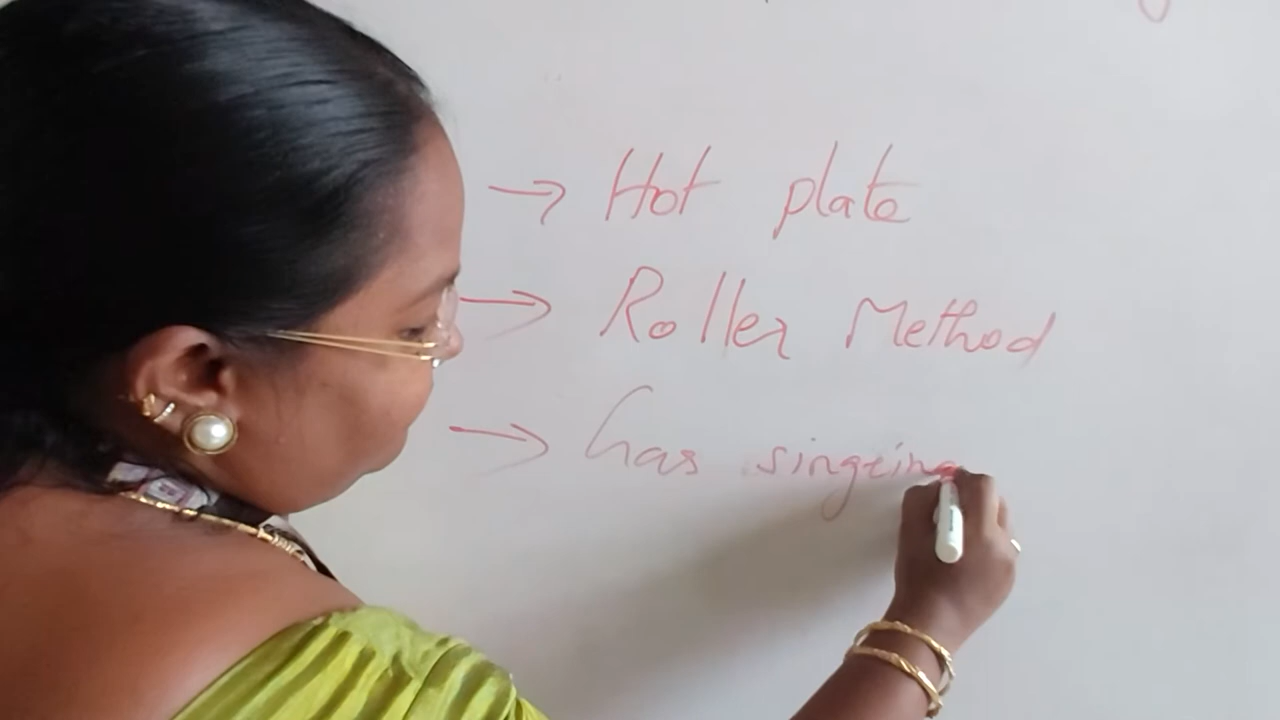 → Hot plate
→ Roller Method
→ Gas singeing